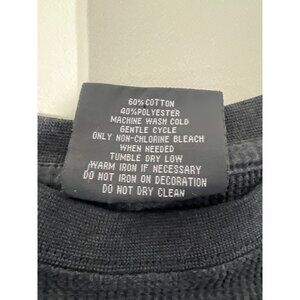 60% COTTON
40% POLYESTER
MACHINE WASH COLD
GENTLE CYCLE
ONLY NON-CHLORINE BLEACH
WHEN NEEDED
TUMBLE DRY LOW
WARM IRON IF NECESSARY
DO NOT IRON ON DECORATION
DO NOT DRY CLEAN